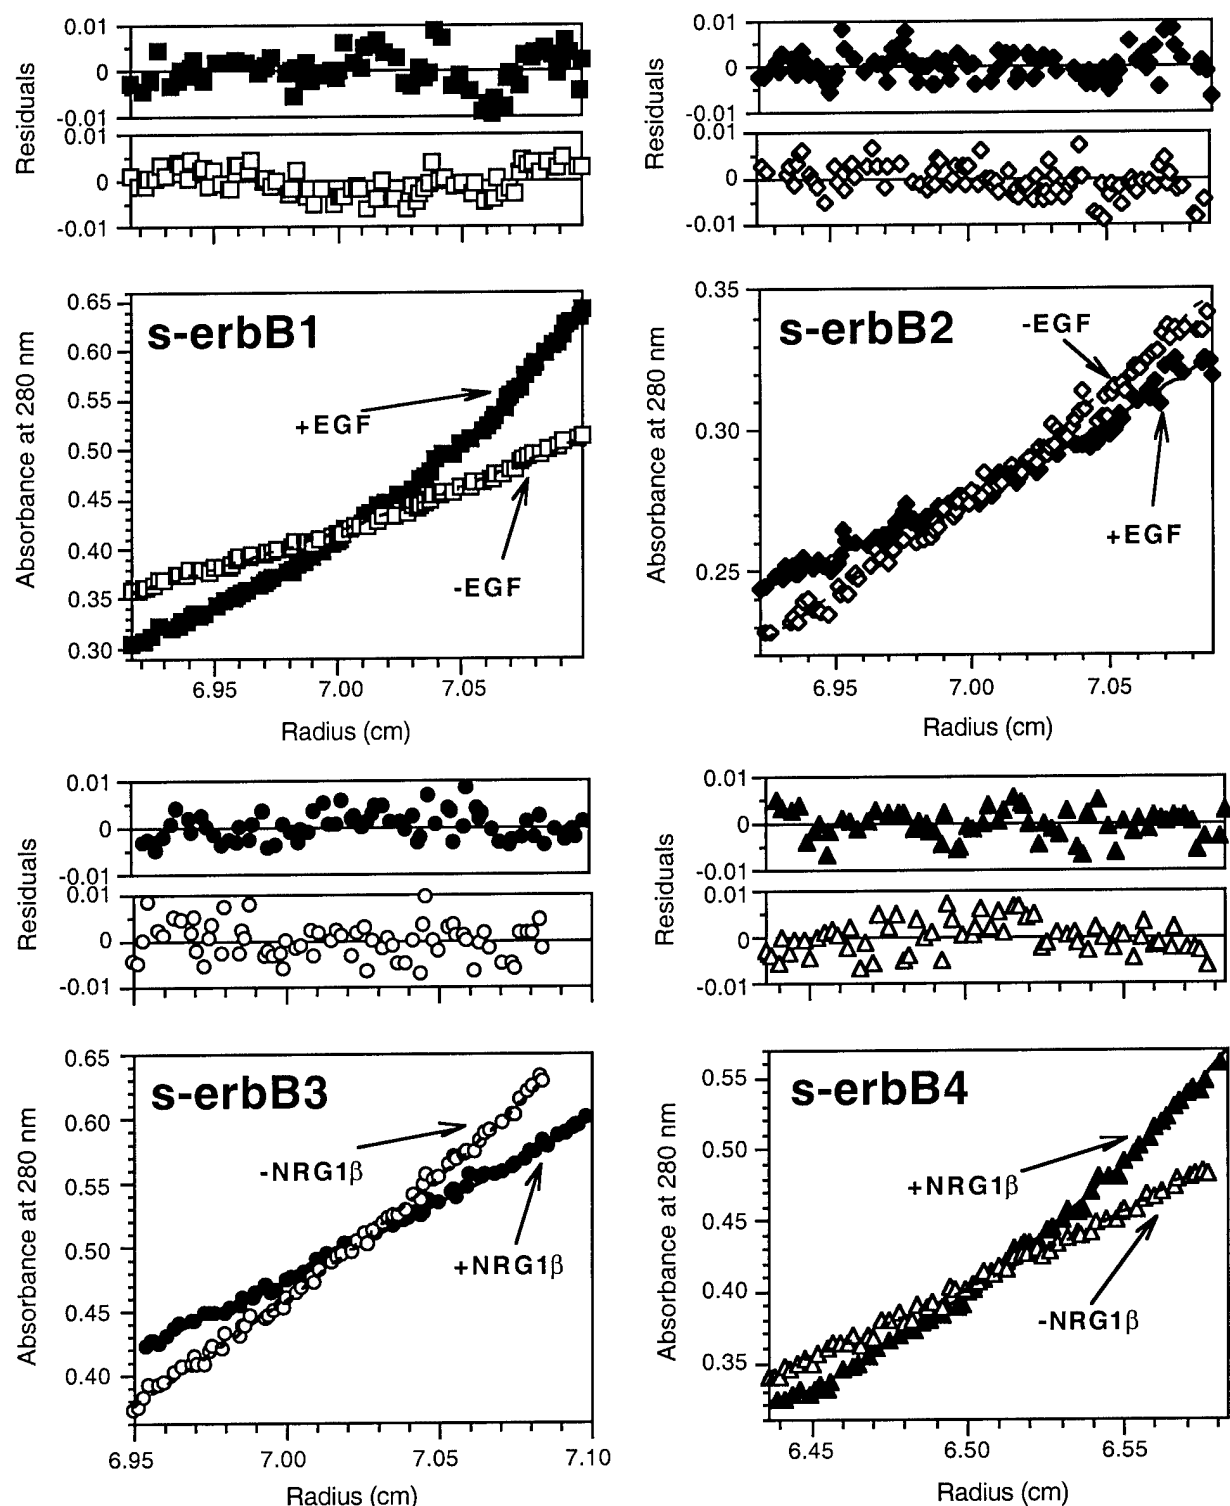 0.01
0
-0.01
Residuals
0.01
0
-0.01
0.65
0.60
0.55
0.50
0.45
0.40
0.35
0.30
Absorbance at 280 nm
s-erbB1
+EGF
-EGF
6.95 7.00 7.05
Radius (cm)
0.01
0
-0.01
Residuals
0.01
0
-0.01
0.35
0.30
0.25
Absorbance at 280 nm
s-erbB2
-EGF
+EGF
6.95 7.00 7.05
Radius (cm)
0.01
0
-0.01
Residuals
0.01
0
-0.01
0.65
0.60
0.55
0.50
0.45
0.40
Absorbance at 280 nm
s-erbB3
-NRG1β
+NRG1β
6.95 7.00 7.05 7.10
Radius (cm)
0.01
0
-0.01
Residuals
0.01
0
-0.01
0.55
0.50
0.45
0.40
0.35
Absorbance at 280 nm
s-erbB4
+NRG1β
-NRG1β
6.45 6.50 6.55
Radius (cm)